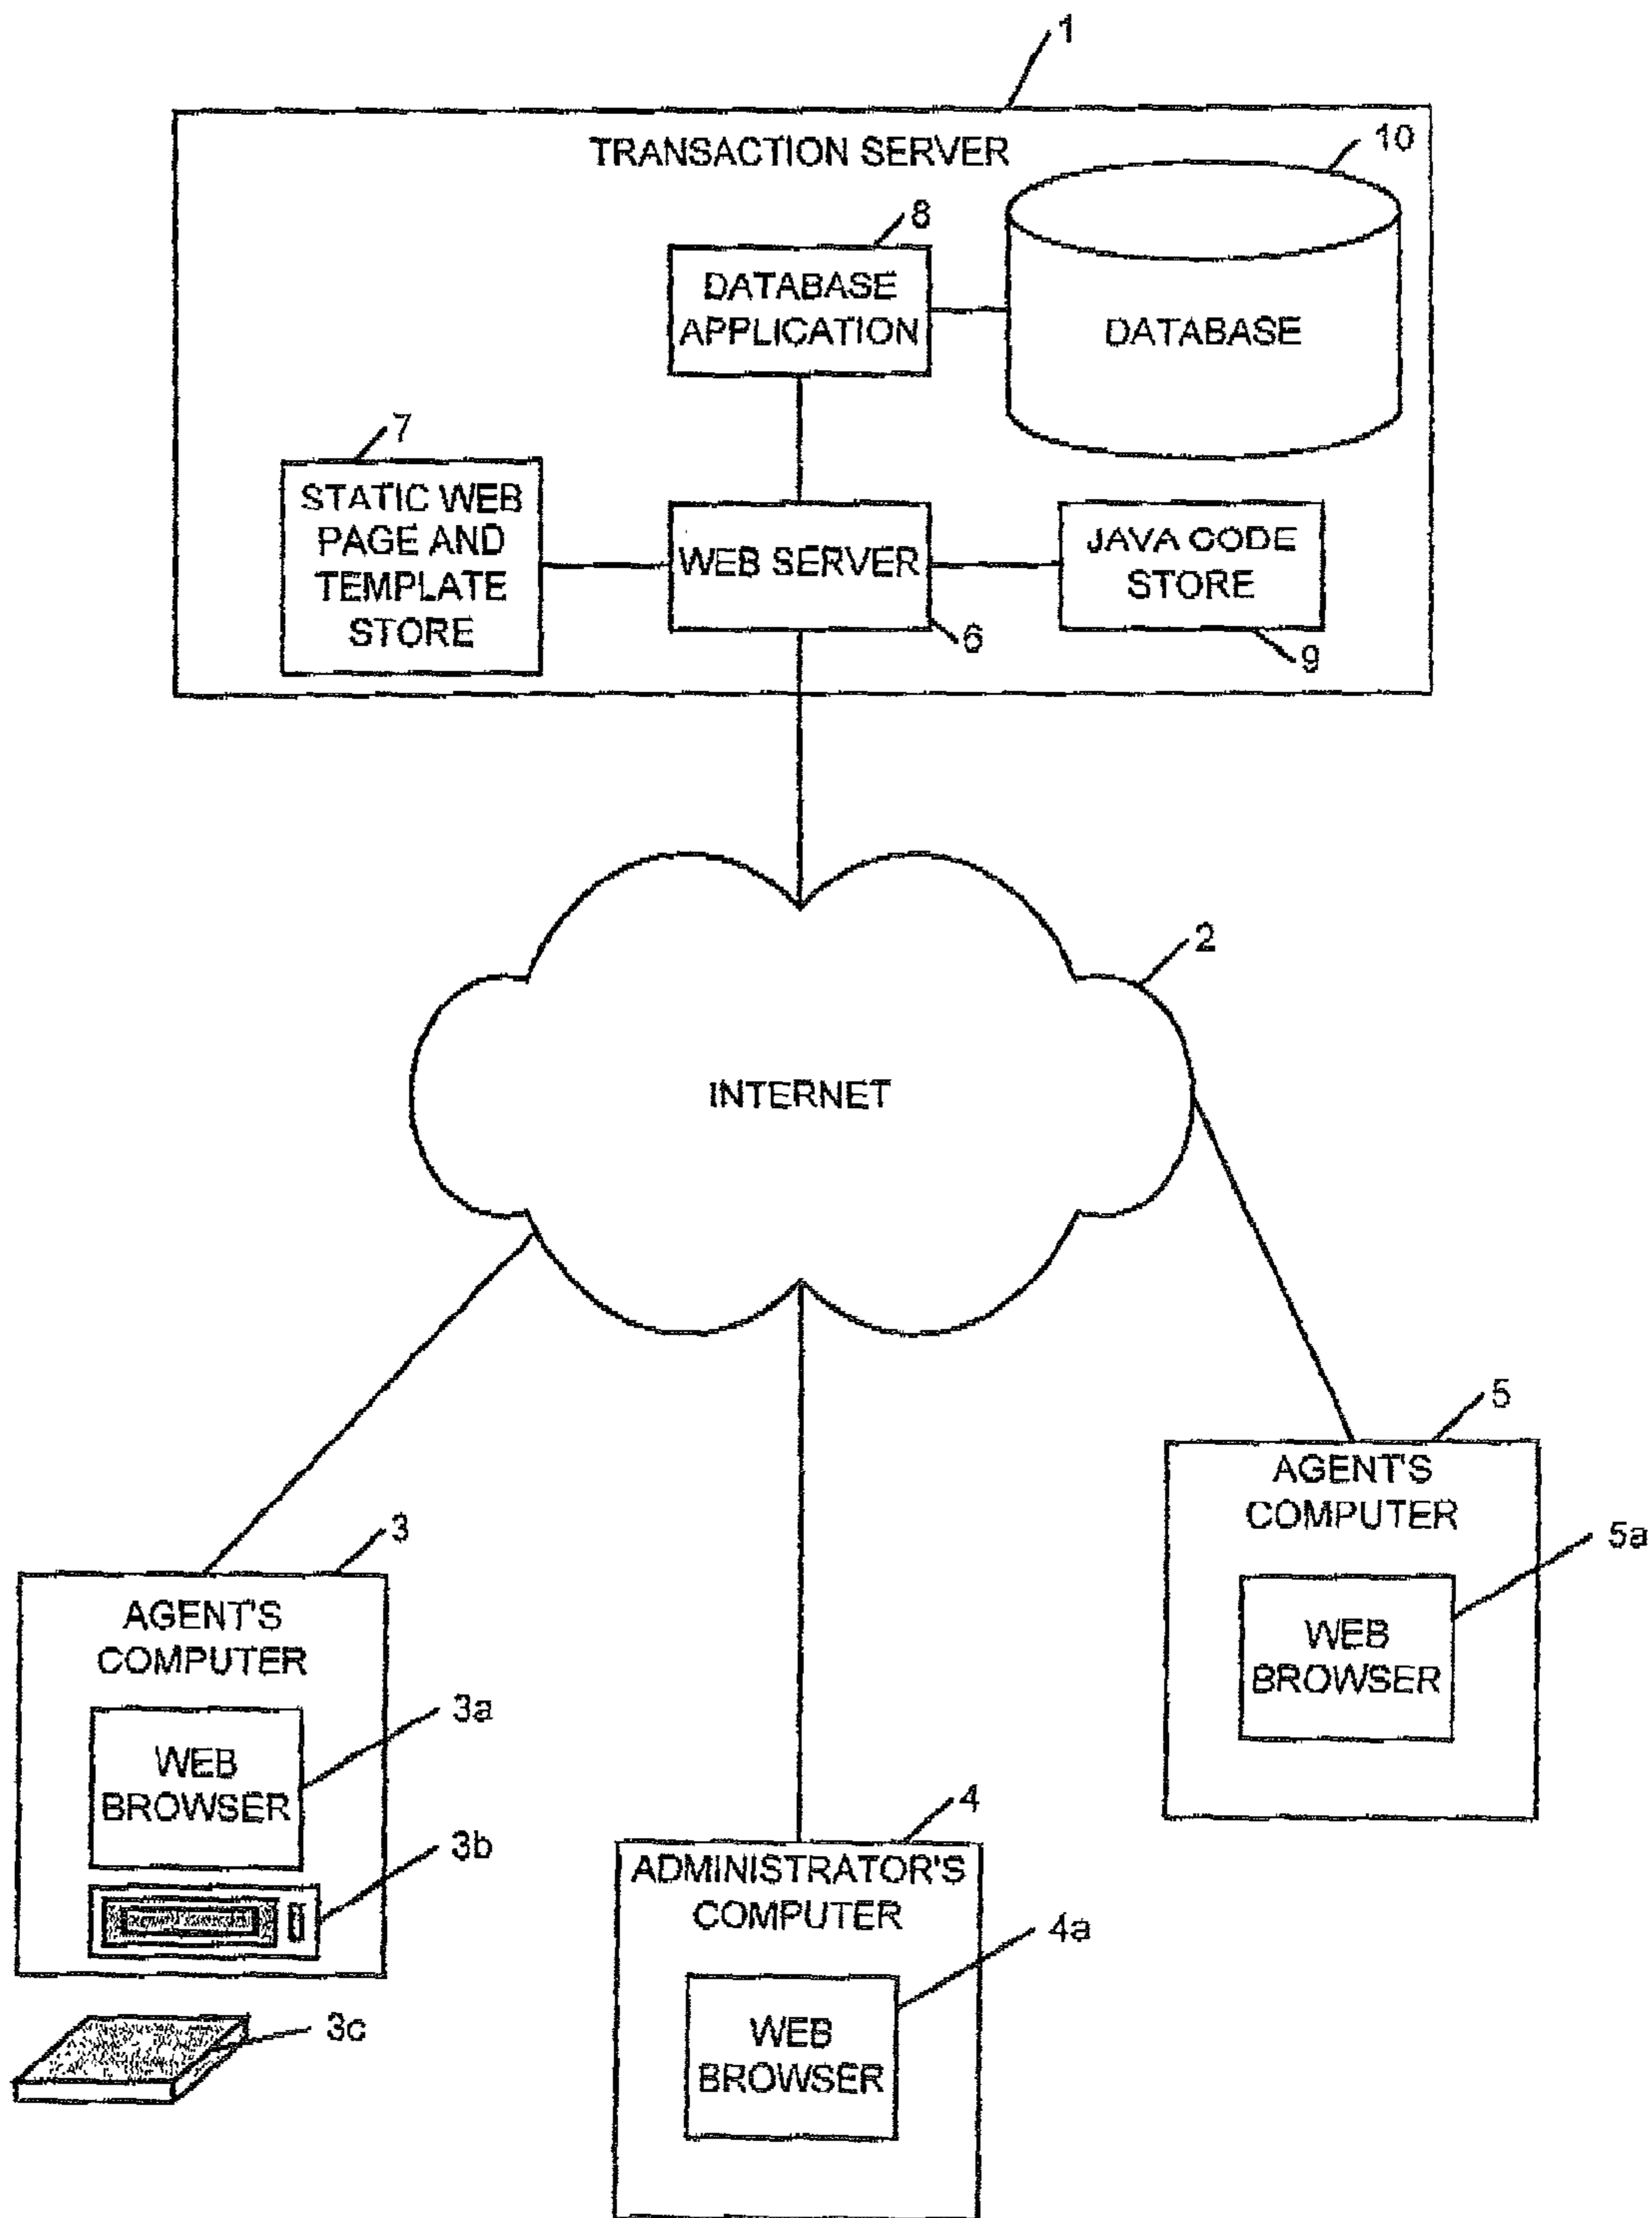 1
TRANSACTION SERVER
10
8
DATABASE
APPLICATION
DATABASE
7
STATIC WEB
PAGE AND
TEMPLATE
STORE
WEB SERVER
JAVA CODE
STORE
6
9
2
INTERNET
5
AGENT'S
COMPUTER
5a
WEB
BROWSER
3
AGENT'S
COMPUTER
3a
WEB
BROWSER
3b
3c
4
ADMINISTRATOR'S
COMPUTER
4a
WEB
BROWSER